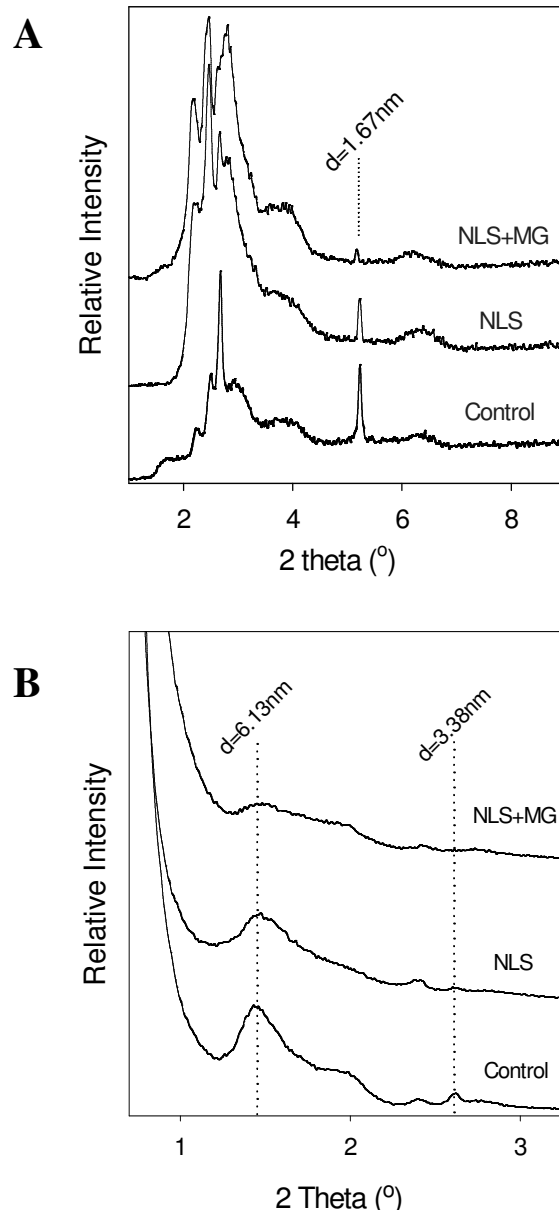 A
Relative Intensity
d=1.67nm
NLS+MG
NLS
Control
2 4 6 8
2 theta (o)
B
Relative Intensity
d=6.13nm
d=3.38nm
NLS+MG
NLS
Control
1 2 3
2 Theta (o)